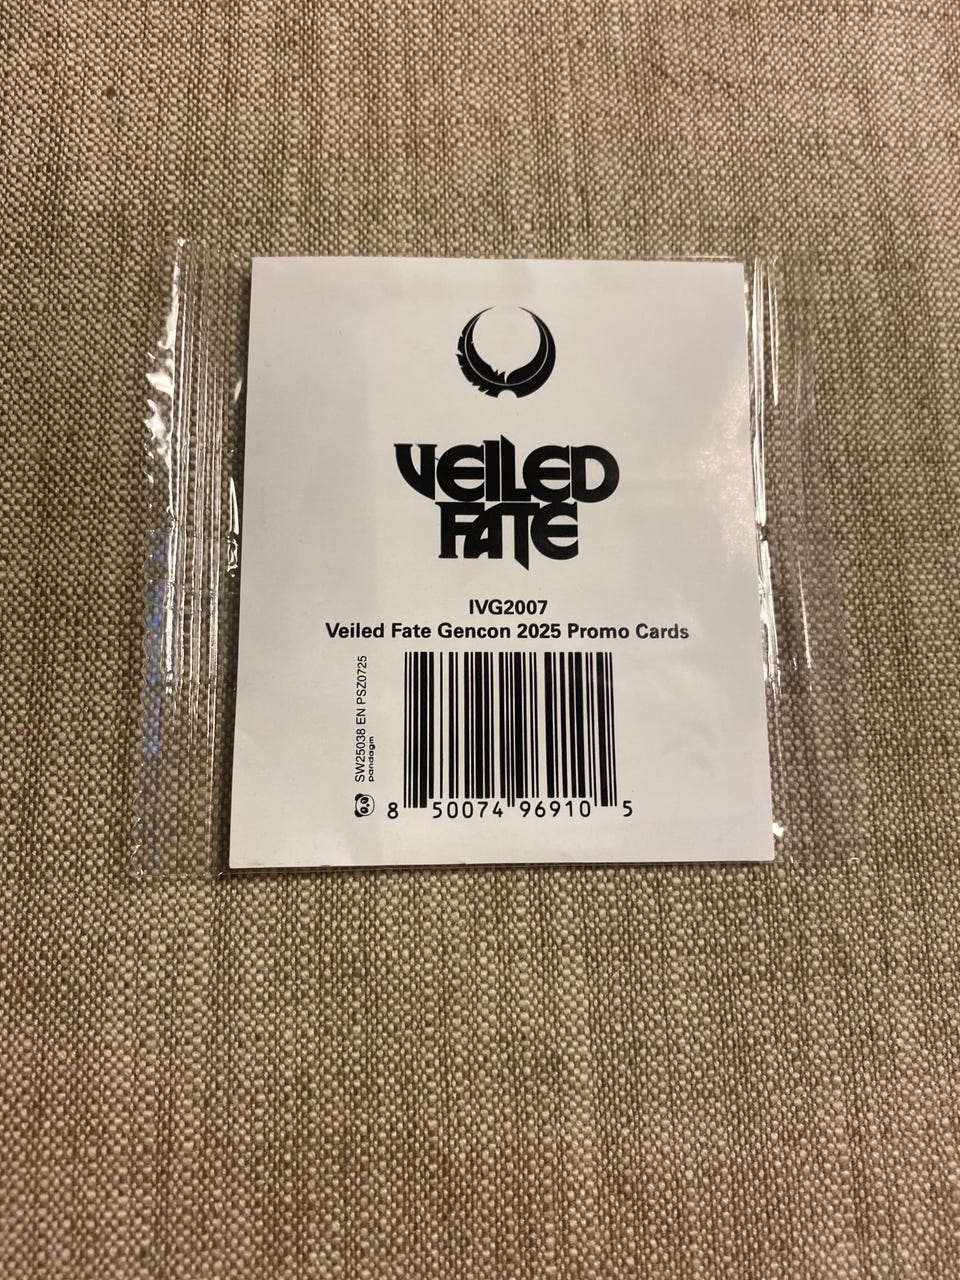 VEILED
FATE
IVG2007
Veiled Fate Gencon 2025 Promo Cards
SW25038 EN PSZ0725
pandagm
8 50074 96910 5